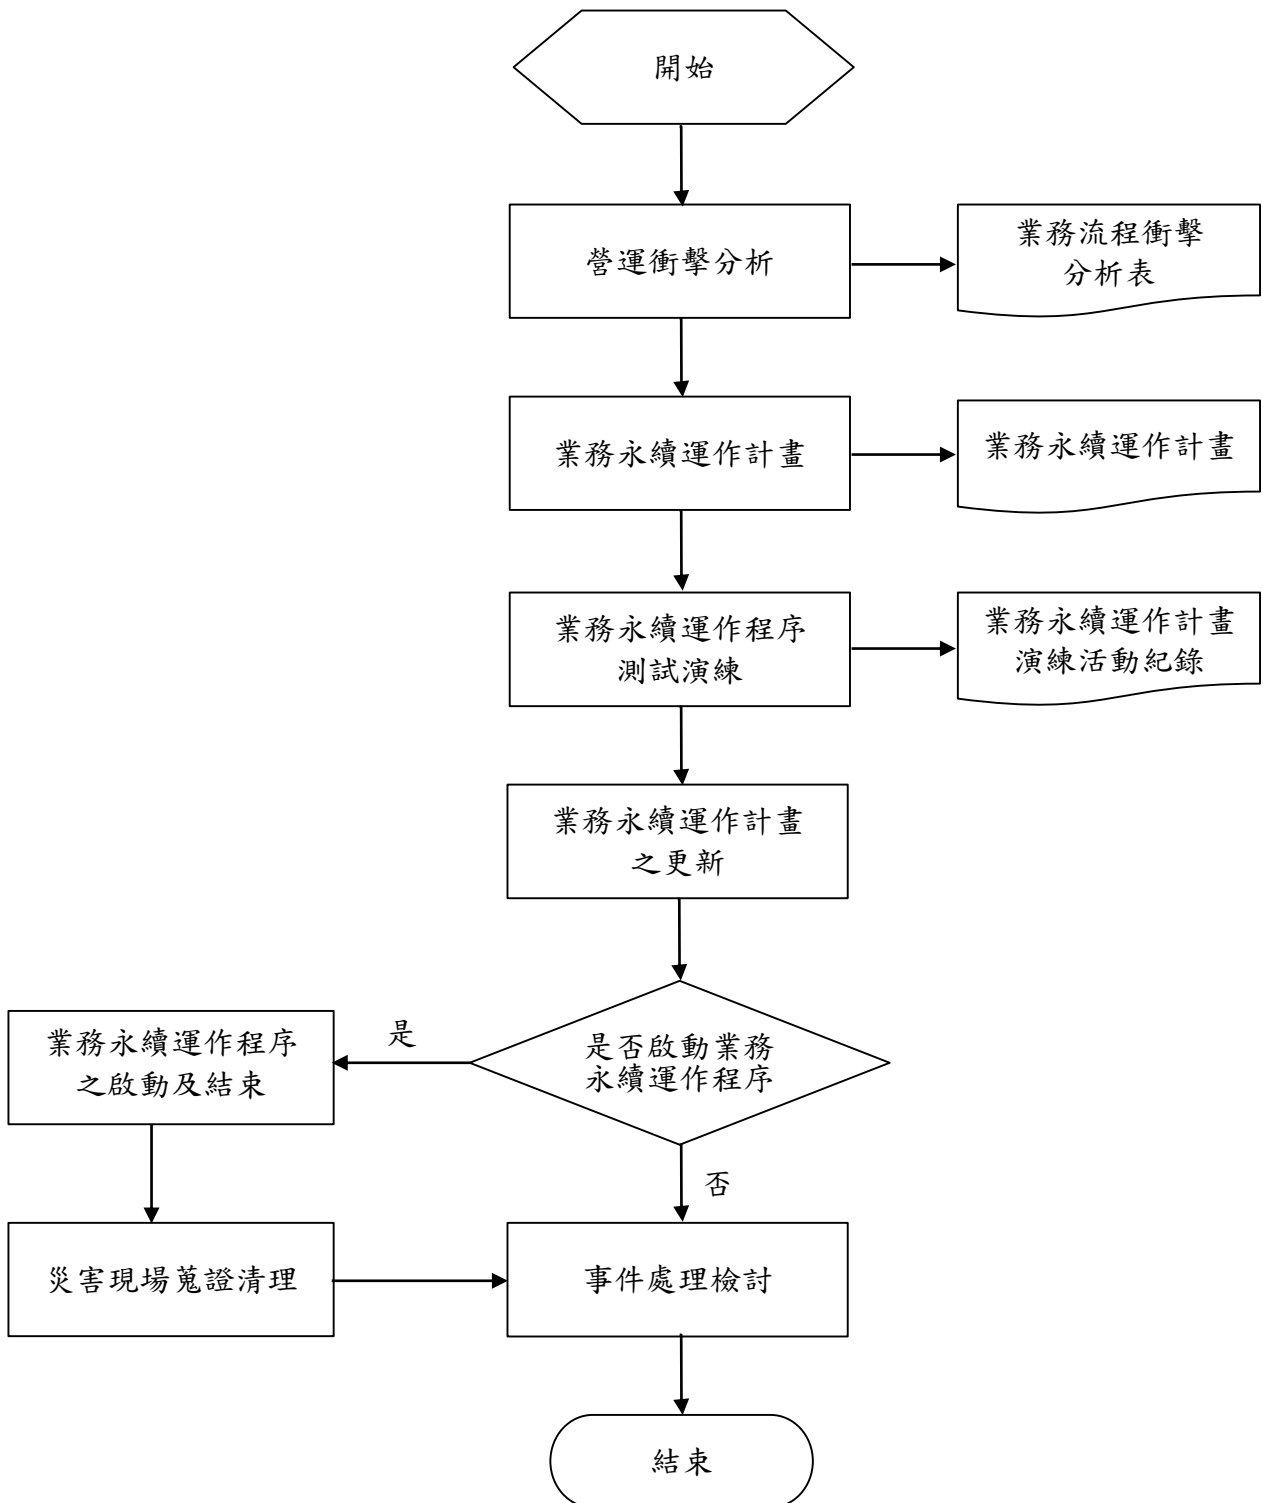 開始
營運衝擊分析
業務流程衝擊
分析表
業務永續運作計畫
業務永續運作計畫
業務永續運作程序
測試演練
業務永續運作計畫
演練活動紀錄
業務永續運作計畫
之更新
是否啟動業務
永續運作程序
是
業務永續運作程序
之啟動及結束
否
災害現場蒐證清理
事件處理檢討
結束